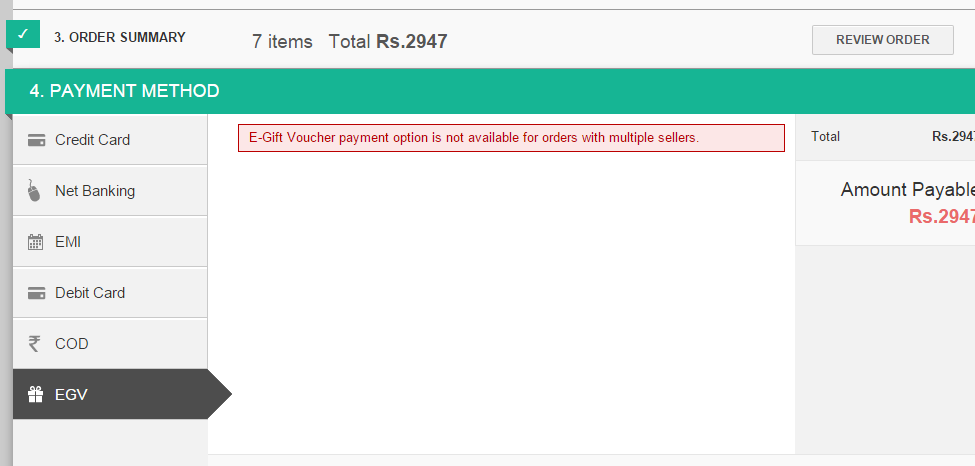 ✓ 3. ORDER SUMMARY 7 items Total Rs.2947 REVIEW ORDER
4. PAYMENT METHOD
Credit Card
E-Gift Voucher payment option is not available for orders with multiple sellers.
Total Rs.2947
Net Banking
Amount Payable
Rs.2947
EMI
Debit Card
₹ COD
EGV